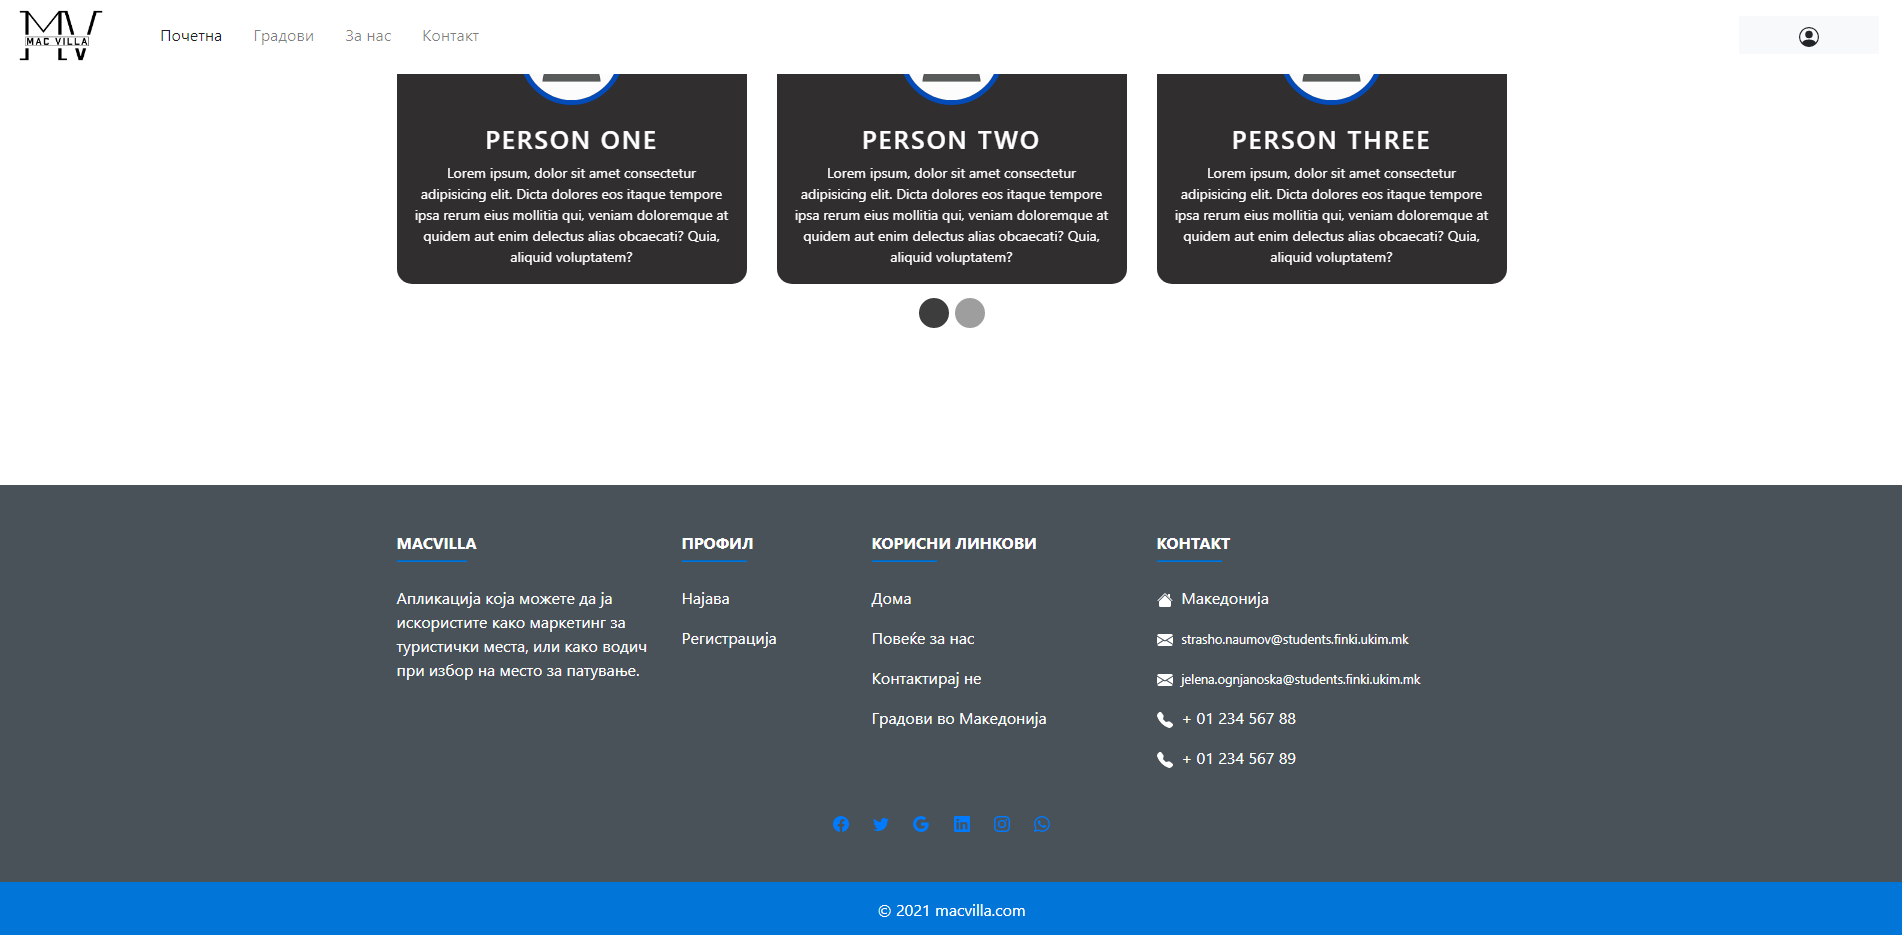 MV
MAC VILLA
Почетна Градови За нас Контакт
PERSON ONE
Lorem ipsum, dolor sit amet consectetur
adipisicing elit. Dicta dolores eos itaque tempore
ipsa rerum eius mollitia qui, veniam doloremque at
quidem aut enim delectus alias obcaecati? Quia,
aliquid voluptatem?
PERSON TWO
Lorem ipsum, dolor sit amet consectetur
adipisicing elit. Dicta dolores eos itaque tempore
ipsa rerum eius mollitia qui, veniam doloremque at
quidem aut enim delectus alias obcaecati? Quia,
aliquid voluptatem?
PERSON THREE
Lorem ipsum, dolor sit amet consectetur
adipisicing elit. Dicta dolores eos itaque tempore
ipsa rerum eius mollitia qui, veniam doloremque at
quidem aut enim delectus alias obcaecati? Quia,
aliquid voluptatem?
MACVILLA
Апликација која можете да ја
искористите како маркетинг за
туристички места, или како водич
при избор на место за патување.
ПРОФИЛ
Најава
Регистрација
КОРИСНИ ЛИНКОВИ
Дома
Повеќе за нас
Контактирај не
Градови во Македонија
КОНТАКТ
Македонија
strasho.naumov@students.finki.ukim.mk
jelena.ognjanoska@students.finki.ukim.mk
+ 01 234 567 88
+ 01 234 567 89
© 2021 macvilla.com